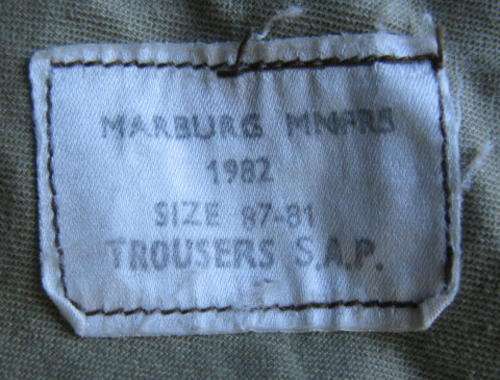 MARBURG MNFRS
1982
SIZE 87-81
TROUSERS S.A.P.